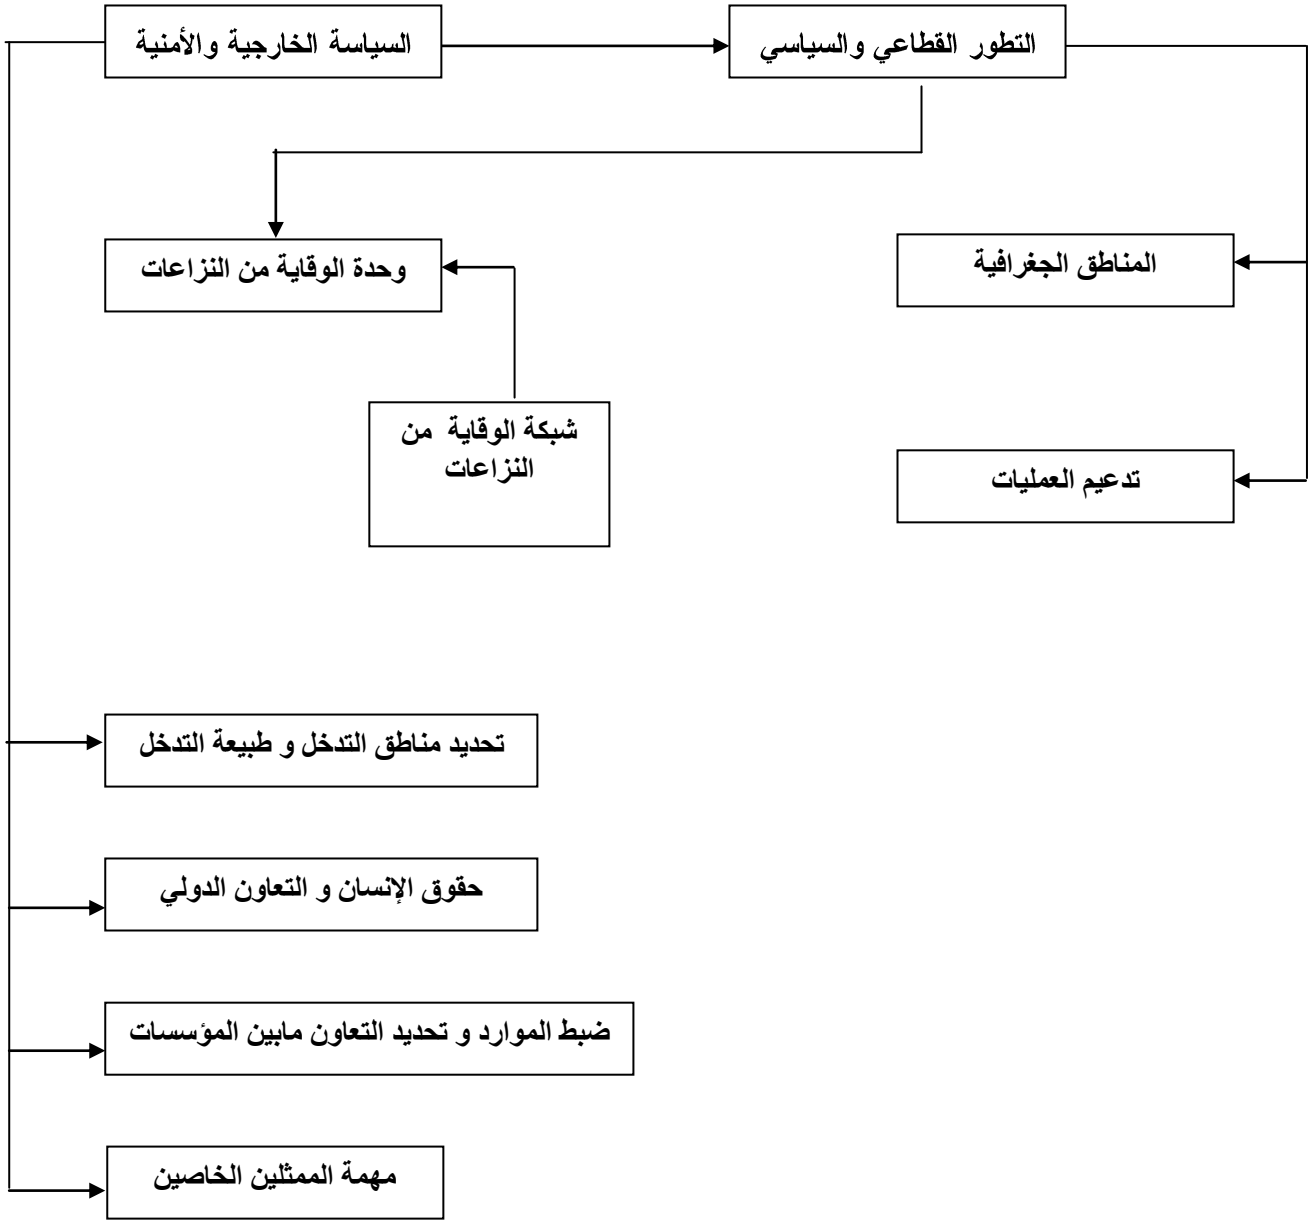 التطور القطاعي والسياسي
السياسة الخارجية والأمنية
المناطق الجغرافية
وحدة الوقاية من النزاعات
شبكة الوقاية من
النزاعات
تدعيم العمليات
تحديد مناطق التدخل و طبيعة التدخل
حقوق الإنسان و التعاون الدولي
ضبط الموارد و تحديد التعاون مابين المؤسسات
مهمة الممثلين الخاصين